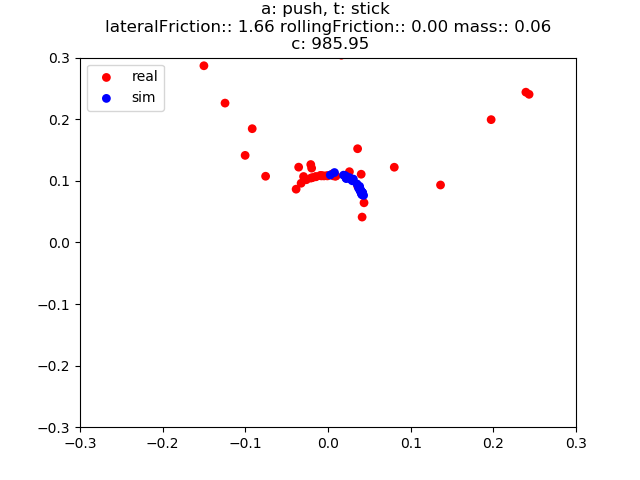 a: push, t: stick
lateralFriction:: 1.66 rollingFriction:: 0.00 mass:: 0.06
c: 985.95
real
sim
0.3
0.2
0.1
0.0
−0.1
−0.2
−0.3
−0.3
−0.2
−0.1
0.0
0.1
0.2
0.3